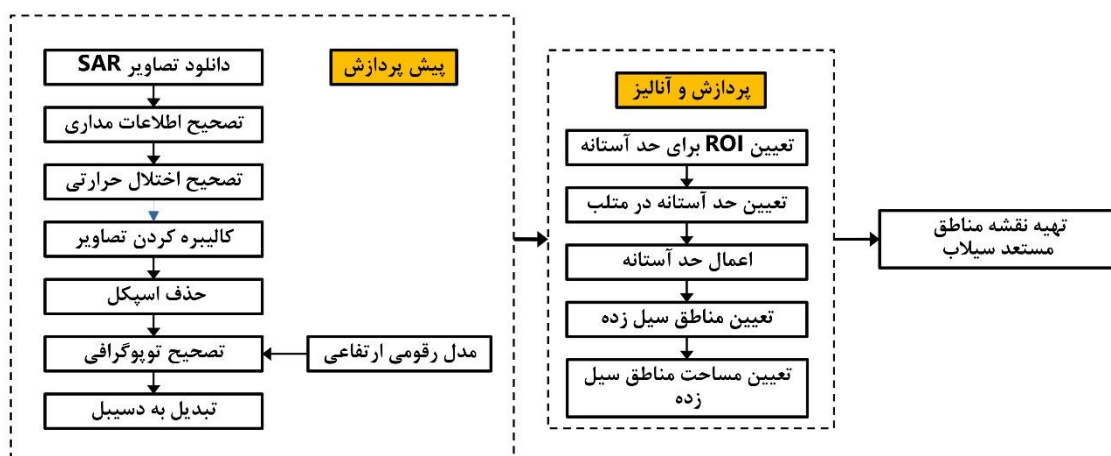 پیش پردازش
دانلود تصاویر SAR
تصحیح اطلاعات مداری
تصحیح اختلال حرارتی
کالیبره کردن تصاویر
حذف اسپکل
تصحیح توپوگرافی
مدل رقومی ارتفاعی
تبدیل به دسیبل
پردازش و آنالیز
تعیین ROI برای حد آستانه
تعیین حد آستانه در متلب
اعمال حد آستانه
تعیین مناطق سیل زده
تعیین مساحت مناطق سیل
زده
تهیه نقشه مناطق
مستعد سیلاب